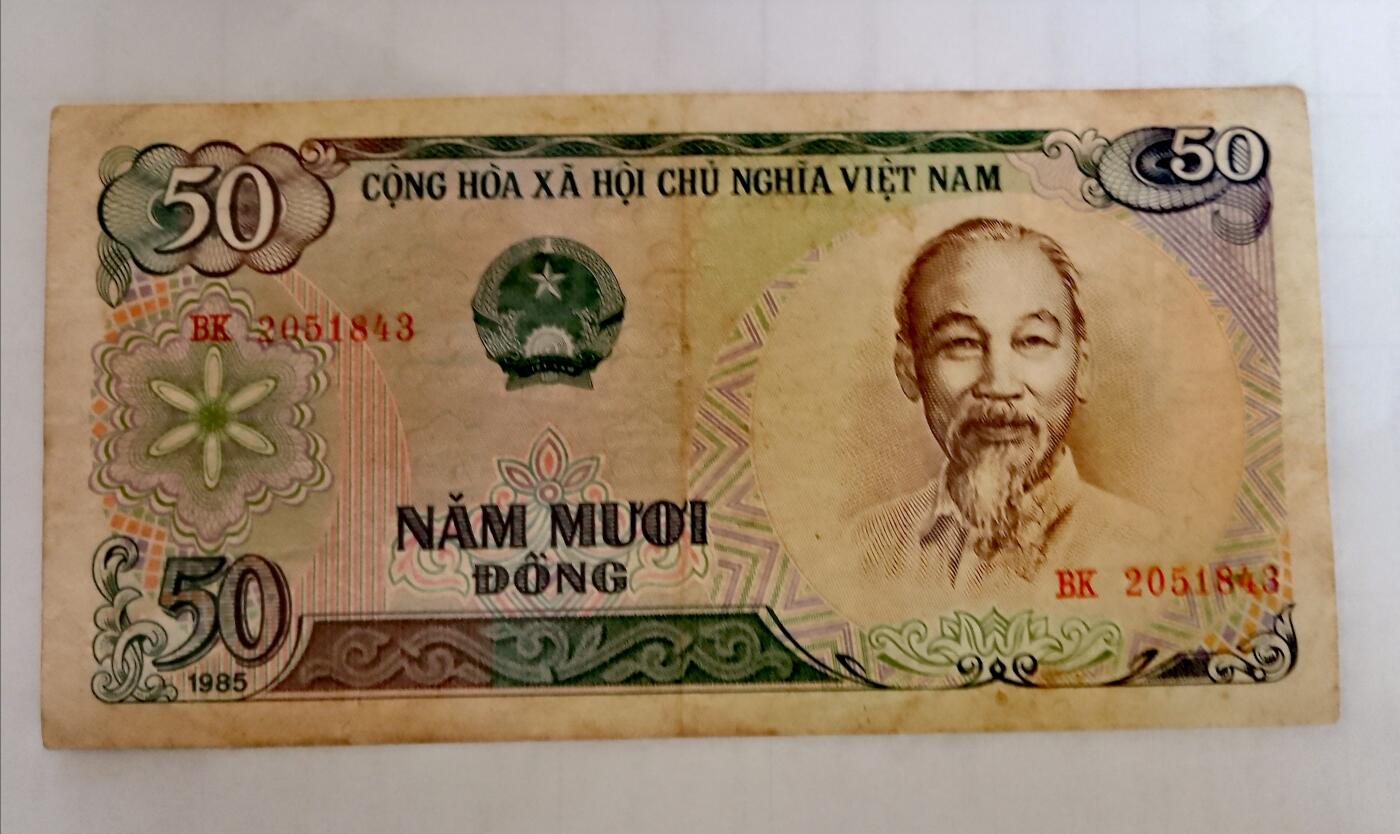 50
50
CỘNG HÒA XÃ HỘI CHỦ NGHĨA VIỆT NAM
BK 2051843
NĂM MƯƠI
ĐỒNG
BK 2051843
50
1985